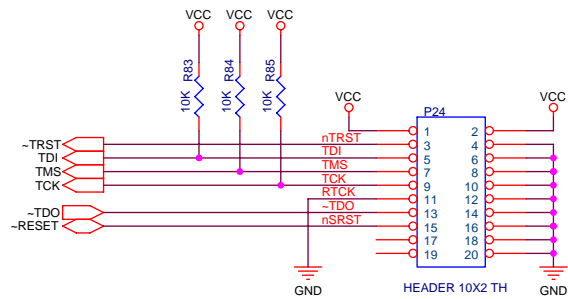 VCC VCC VCC
R83 R84 R85
10K 10K 10K
VCC P24 VCC
1 2
~TRST nTRST 3 4
TDI TDI 5 6
TMS TMS 7 8
TCK TCK 9 10
RTCK 11 12
~TDO ~TDO 13 14
~RESET nSRST 15 16
17 18
19 20
GND HEADER 10X2 TH GND